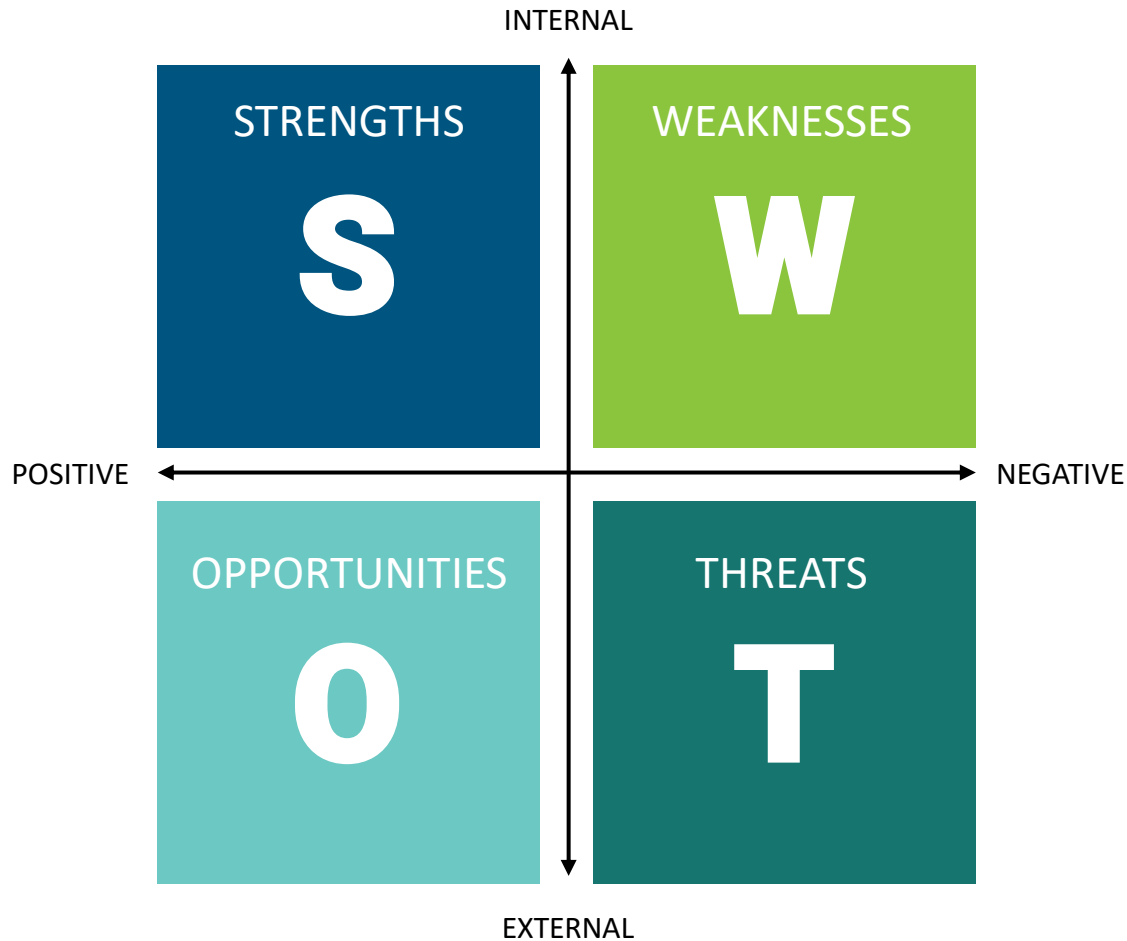 INTERNAL
STRENGTHS
S
WEAKNESSES
W
POSITIVE
NEGATIVE
OPPORTUNITIES
O
THREATS
T
EXTERNAL